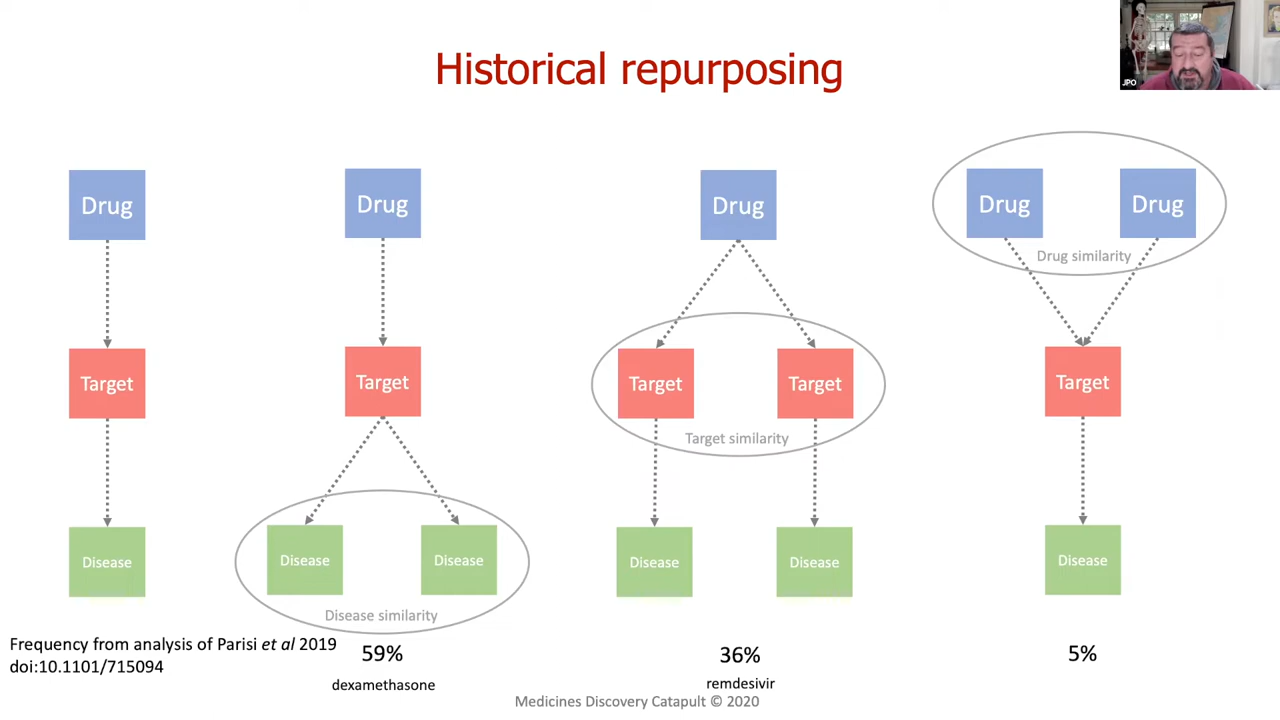 Historical repurposing
JPO
Drug
Drug
Drug
Drug
Drug
Drug similarity
Target
Target
Target
Target
Target
Target similarity
Disease
Disease
Disease
Disease
Disease
Disease
Disease similarity
Frequency from analysis of Parisi et al 2019
doi:10.1101/715094
59%
36%
5%
dexamethasone
remdesivir
Medicines Discovery Catapult © 2020